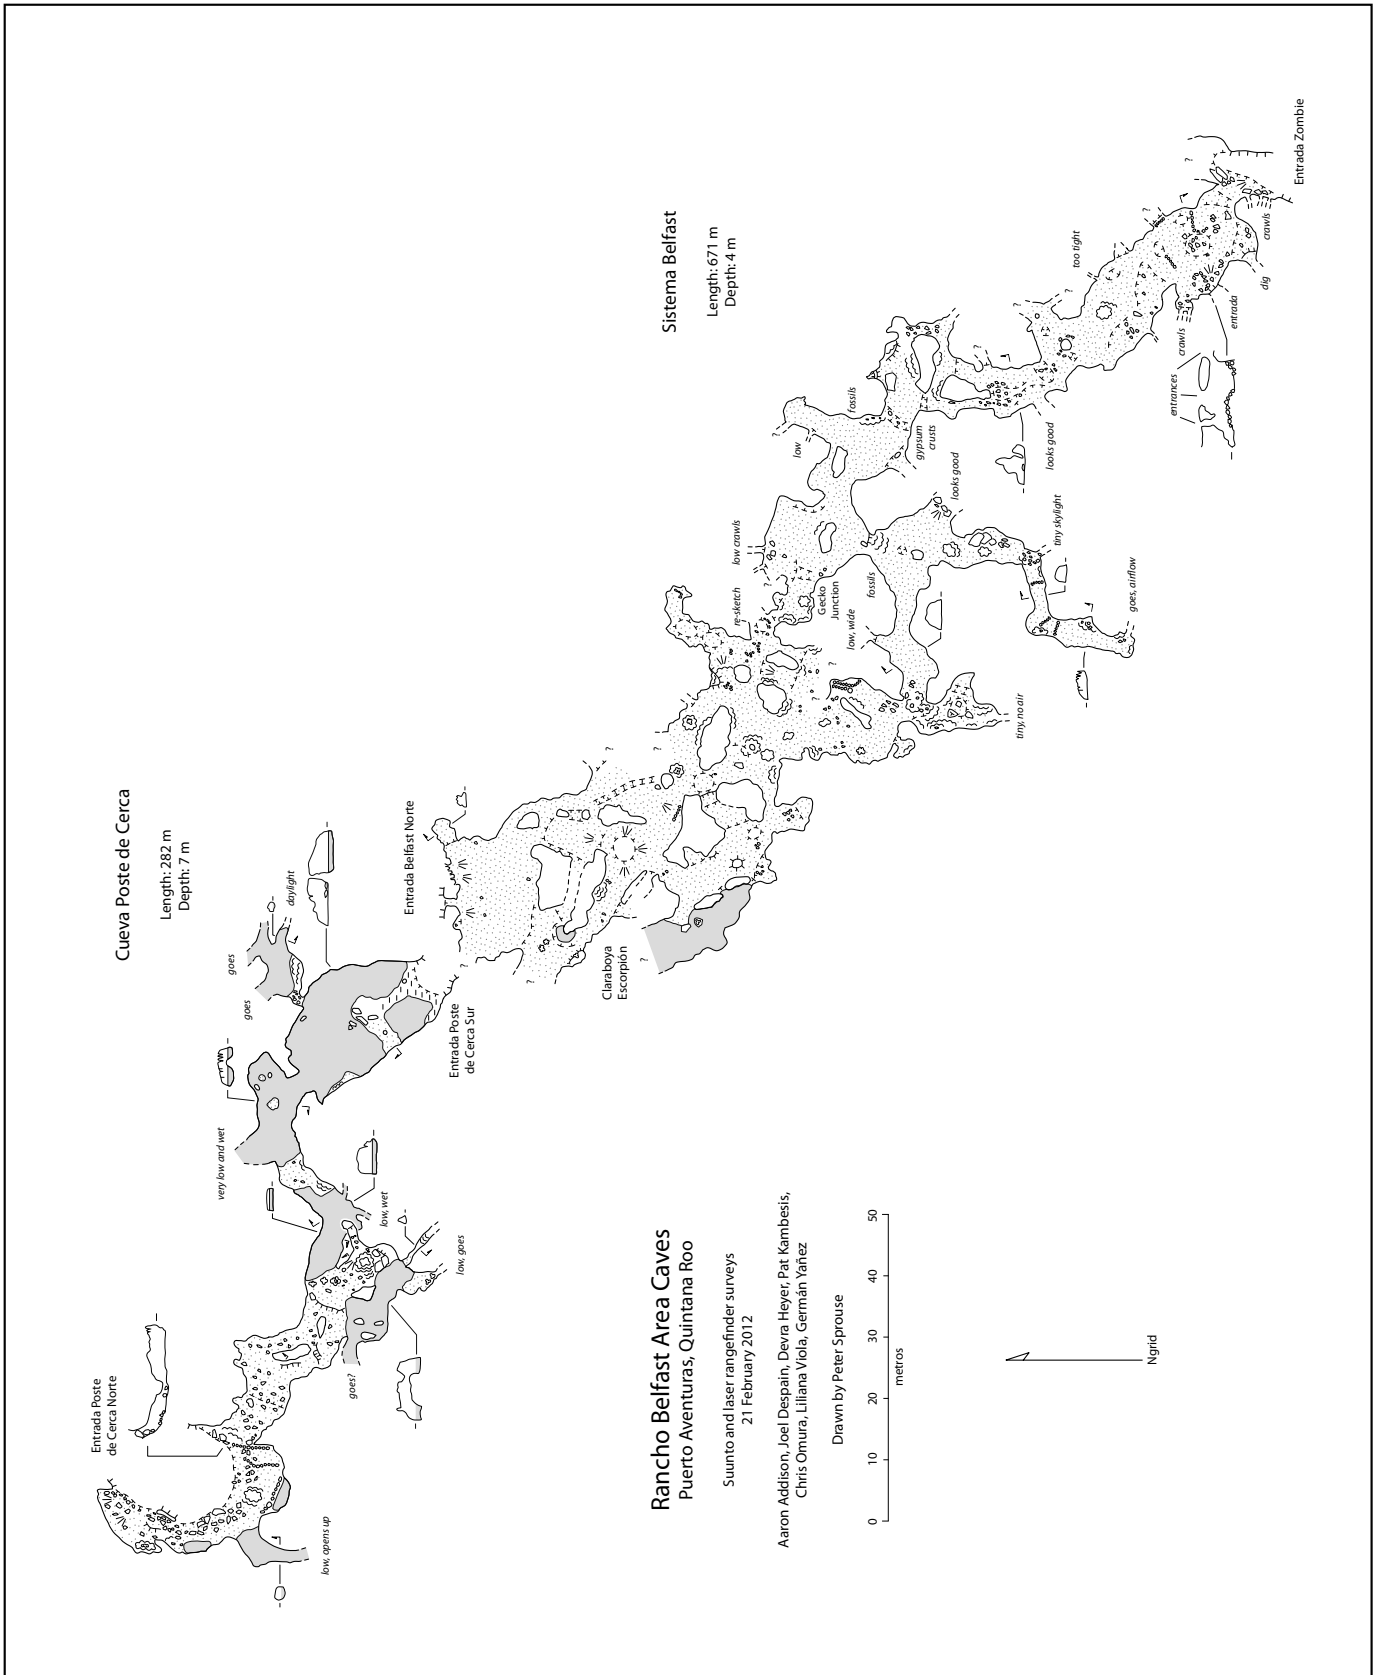 Rancho Belfast Area Caves
Puerto Aventuras, Quintana Roo
Suunto and laser rangefinder surveys
21 February 2012
Aaron Addison, Joel Despain, Devra Heyer, Pat Kambesis,
Chris Omura, Liliana Viola, Germán Yañez
Drawn by Peter Sprouse
0 10 20 30 40 50
metros
Ngrid
Cueva Poste de Cerca
Length: 282 m
Depth: 7 m
Entrada Poste
de Cerca Norte
low, opens up
goes?
low, goes
low, wet
very low and wet
goes
goes
daylight
Entrada Poste
de Cerca Sur
Sistema Belfast
Length: 671 m
Depth: 4 m
Entrada Belfast Norte
?
?
Claraboya
Escorpión
?
?
?
re-sketch
low crawls
?
Gecko
Junction
low, wide
?
?
fossils
tiny, no air
goes, airflow
tiny skylight
looks good
?
low
fossils
gypsum
crusts
looks good
?
?
?
too tight
?
crawls
entrada
entrances
dig
crawls
?
Entrada Zombie